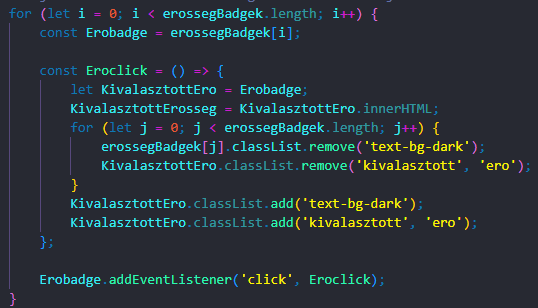 for (let i = 0; i < erossegBadgek.length; i++) {
    const Erobadge = erossegBadgek[i];

    const Eroclick = () => {
        let KivalasztottEro = Erobadge;
        KivalasztottErosseg = KivalasztottEro.innerHTML;
        for (let j = 0; j < erossegBadgek.length; j++) {
            erossegBadgek[j].classList.remove('text-bg-dark');
            KivalasztottEro.classList.remove('kivalasztott', 'ero');
        }
        KivalasztottEro.classList.add('text-bg-dark');
        KivalasztottEro.classList.add('kivalasztott', 'ero');
    };

    Erobadge.addEventListener('click', Eroclick);
}